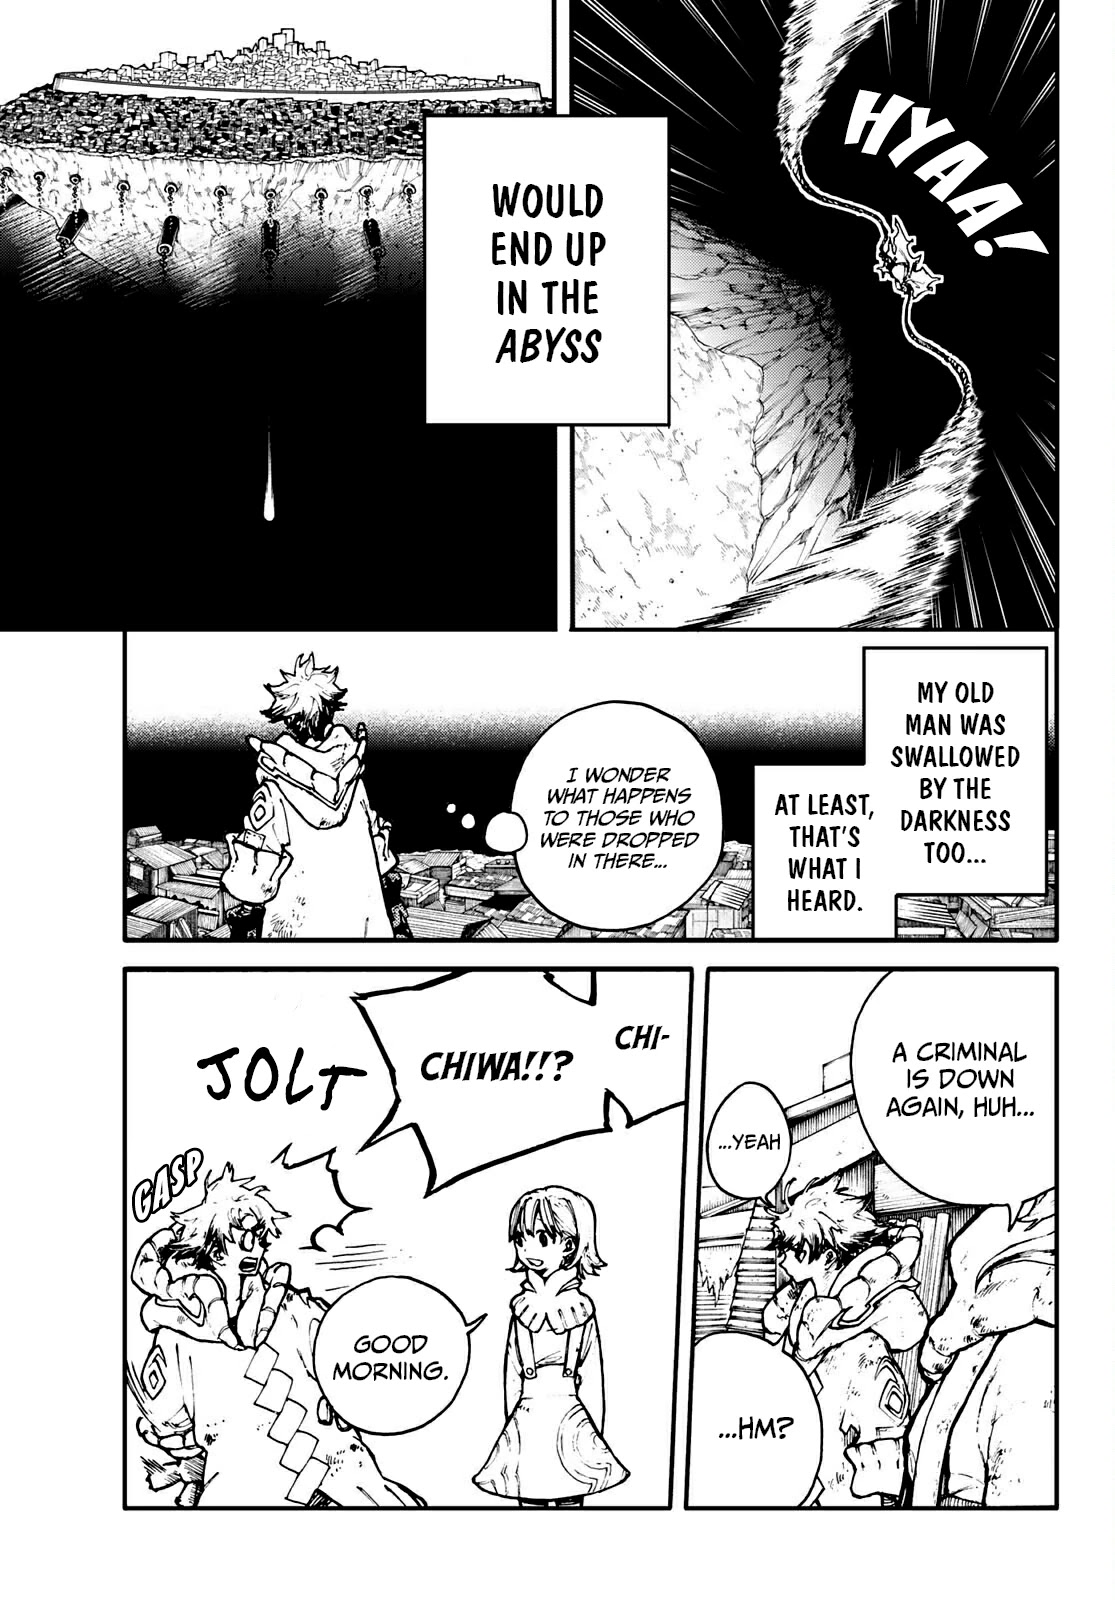 HYAA!
WOULD
END UP
IN THE
ABYSS
MY OLD
MAN WAS
SWALLOWED
BY THE
DARKNESS
TOO...
AT LEAST,
THAT'S
WHAT I
HEARD.
I WONDER
WHAT HAPPENS
TO THOSE WHO
WERE DROPPED
IN THERE...
A CRIMINAL
IS DOWN
AGAIN, HUH...
...YEAH
...HM?
CHI-
CHIWA!!?
JOLT
GASP
GOOD
MORNING.